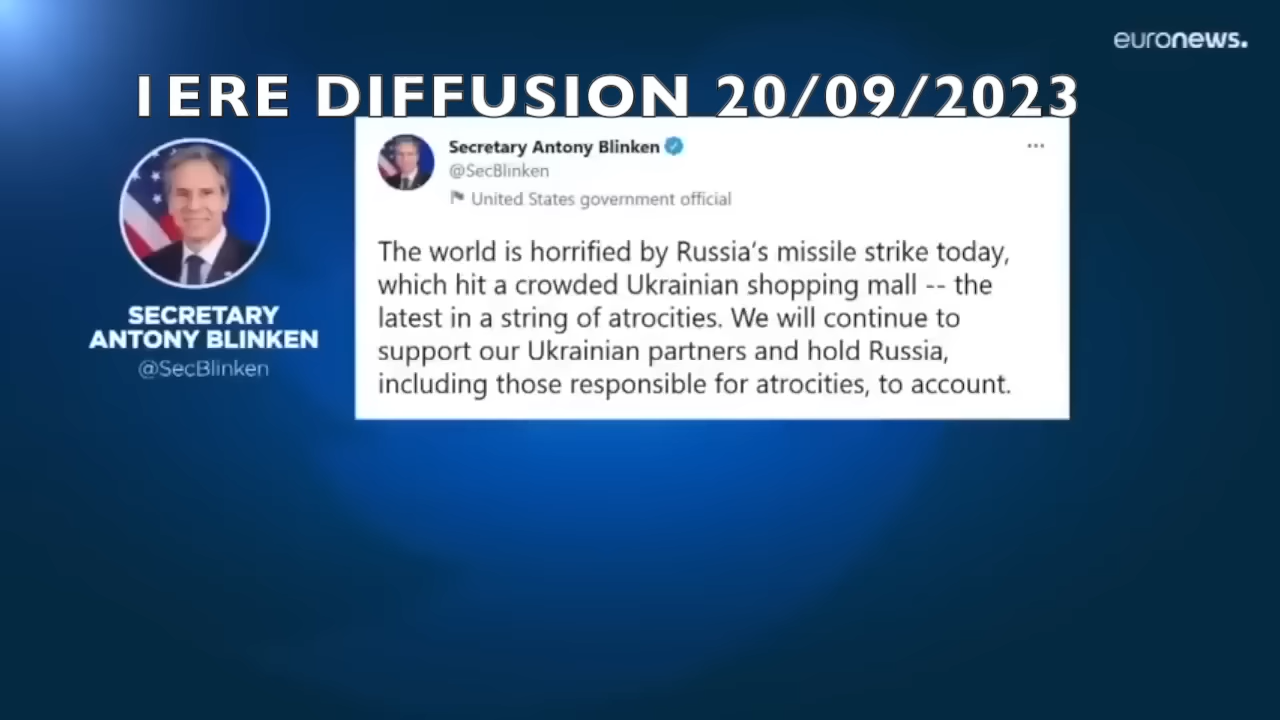 euronews.
1ERE DIFFUSION 20/09/2023
Secretary Antony Blinken
@SecBlinken
United States government official
The world is horrified by Russia's missile strike today,
which hit a crowded Ukrainian shopping mall -- the
latest in a string of atrocities. We will continue to
support our Ukrainian partners and hold Russia,
including those responsible for atrocities, to account.
SECRETARY
ANTONY BLINKEN
@SecBlinken